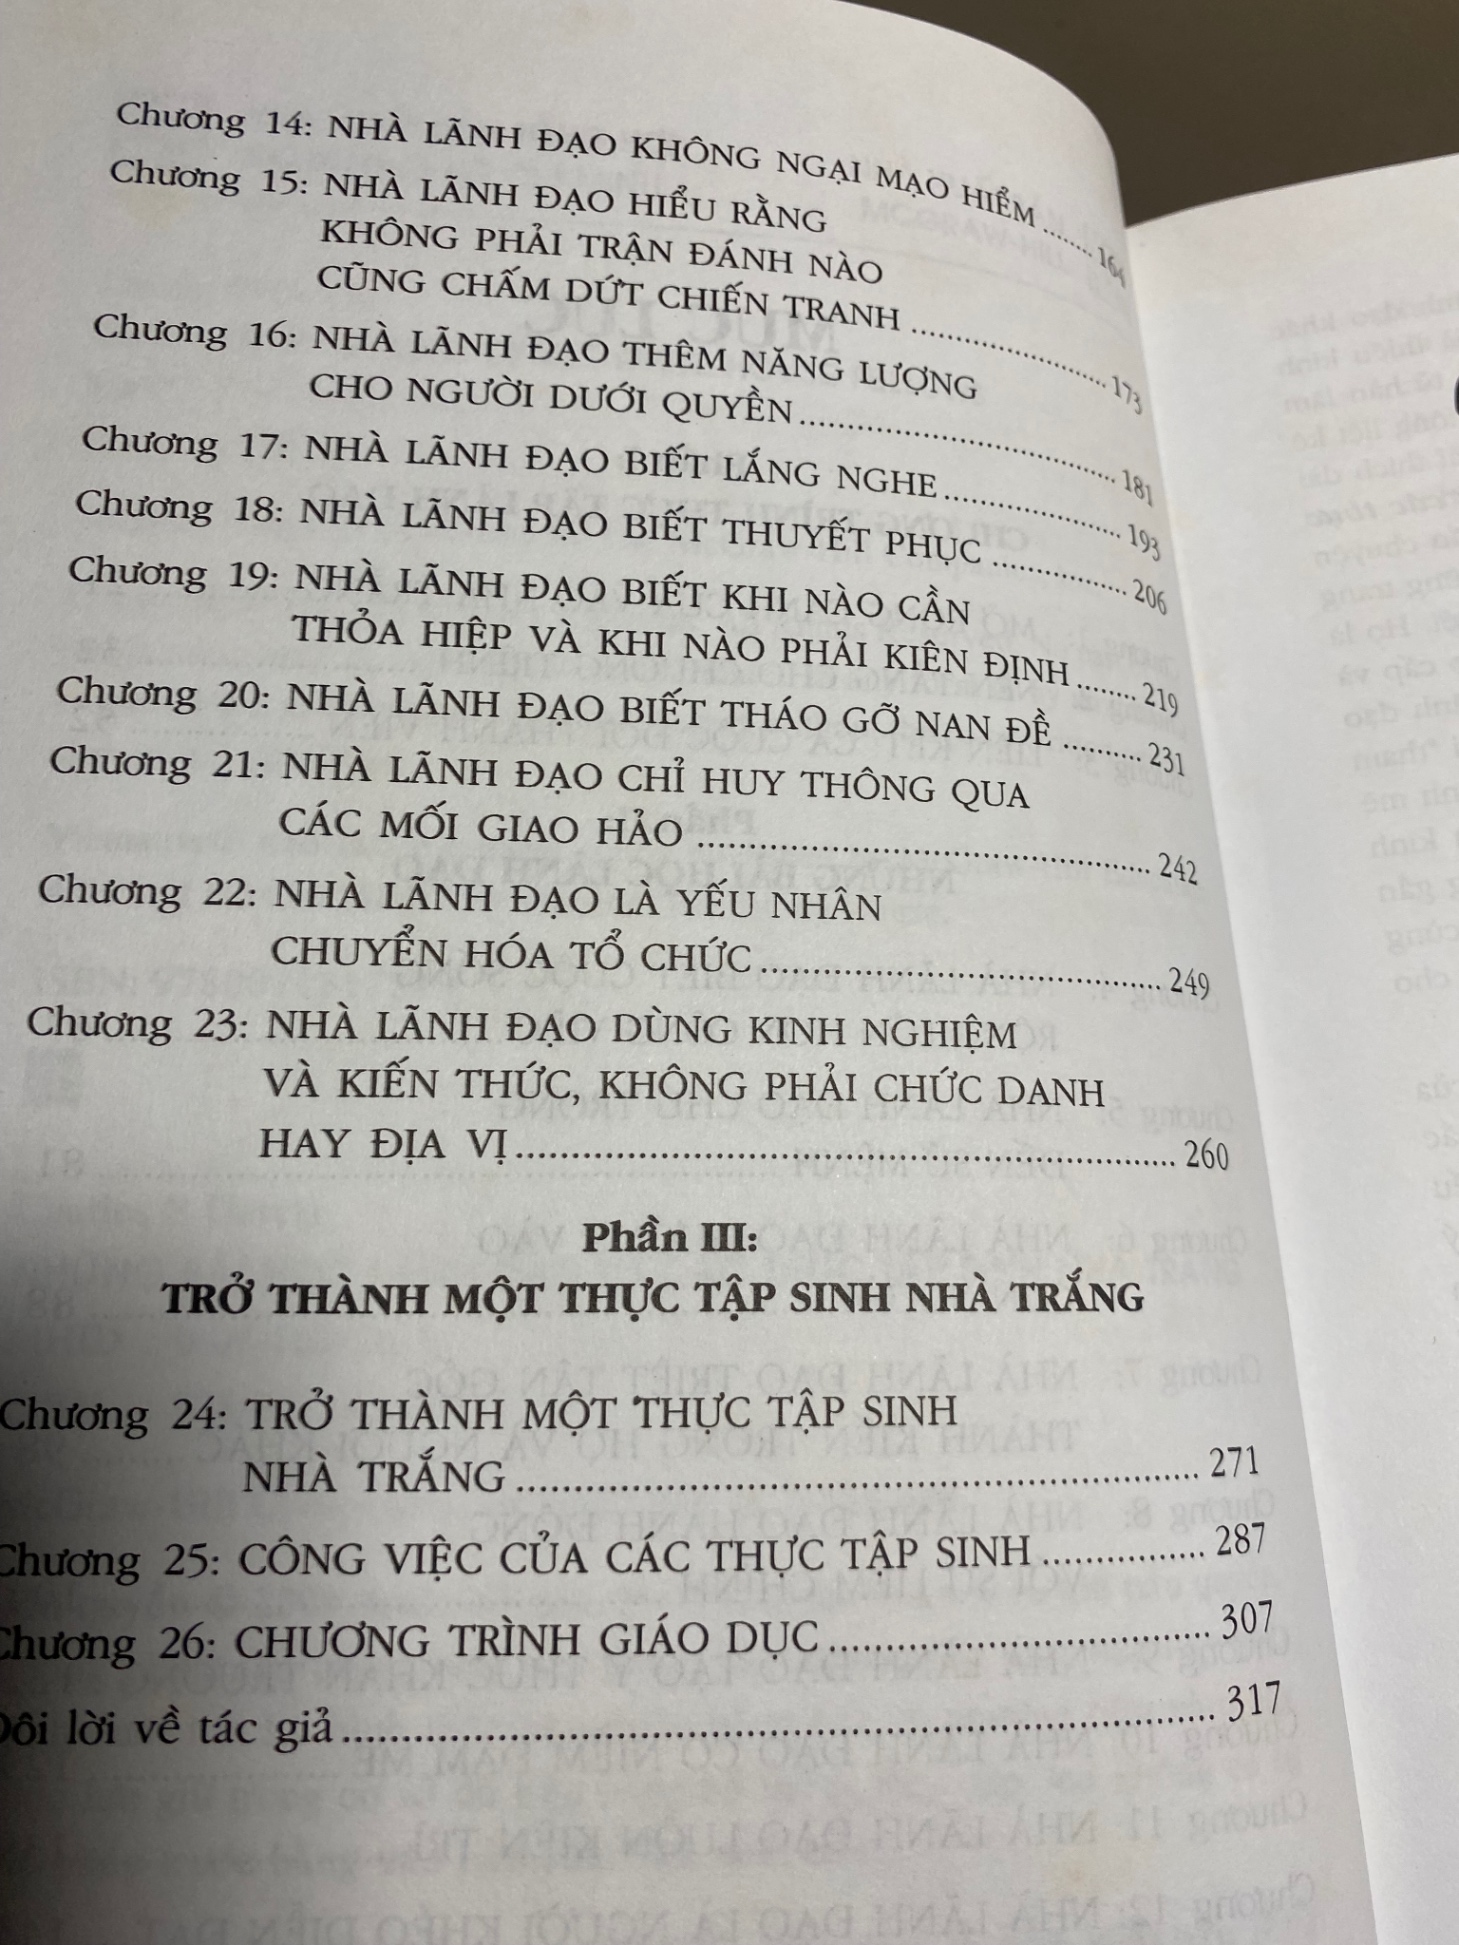 Chương 14: NHÀ LÃNH ĐẠO KHÔNG NGẠI MẠO HIỂM ........ 164
Chương 15: NHÀ LÃNH ĐẠO HIỂU RẰNG
KHÔNG PHẢI TRẬN ĐÁNH NÀO
CŨNG CHẤM DỨT CHIẾN TRANH ........................ 173
Chương 16: NHÀ LÃNH ĐẠO THÊM NĂNG LƯỢNG
CHO NGƯỜI DƯỚI QUYỀN ........................................ 181
Chương 17: NHÀ LÃNH ĐẠO BIẾT LẮNG NGHE ...................... 193
Chương 18: NHÀ LÃNH ĐẠO BIẾT THUYẾT PHỤC ................. 206
Chương 19: NHÀ LÃNH ĐẠO BIẾT KHI NÀO CẦN
THỎA HIỆP VÀ KHI NÀO PHẢI KIÊN ĐỊNH ........ 219
Chương 20: NHÀ LÃNH ĐẠO BIẾT THÁO GỠ NAN ĐỀ .......... 231
Chương 21: NHÀ LÃNH ĐẠO CHỈ HUY THÔNG QUA
CÁC MỐI GIAO HẢO .................................................. 242
Chương 22: NHÀ LÃNH ĐẠO LÀ YẾU NHÂN
CHUYỂN HÓA TỔ CHỨC ............................................ 249
Chương 23: NHÀ LÃNH ĐẠO DÙNG KINH NGHIỆM
VÀ KIẾN THỨC, KHÔNG PHẢI CHỨC DANH
HAY ĐỊA VỊ .................................................................... 260
Phần III:
TRỞ THÀNH MỘT THỰC TẬP SINH NHÀ TRẮNG
Chương 24: TRỞ THÀNH MỘT THỰC TẬP SINH
NHÀ TRẮNG .................................................................. 271
Chương 25: CÔNG VIỆC CỦA CÁC THỰC TẬP SINH ................ 287
Chương 26: CHƯƠNG TRÌNH GIÁO DỤC ..................................... 307
Đôi lời về tác giả ..................................................................................... 317